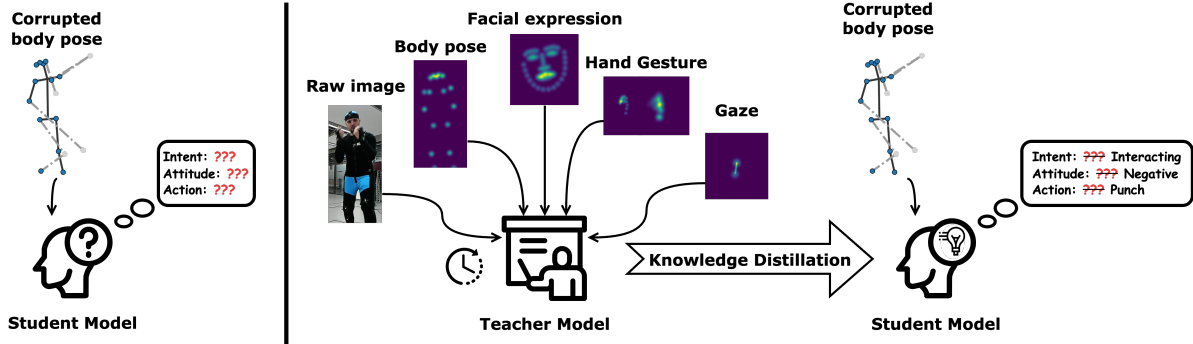 Corrupted
body pose
Intent: ???
Attitude: ???
Action: ???
Student Model
Facial expression
Body pose
Hand Gesture
Raw image
Gaze
Teacher Model
Knowledge Distillation
Corrupted
body pose
Intent: ??? Interacting
Attitude: ??? Negative
Action: ??? Punch
Student Model